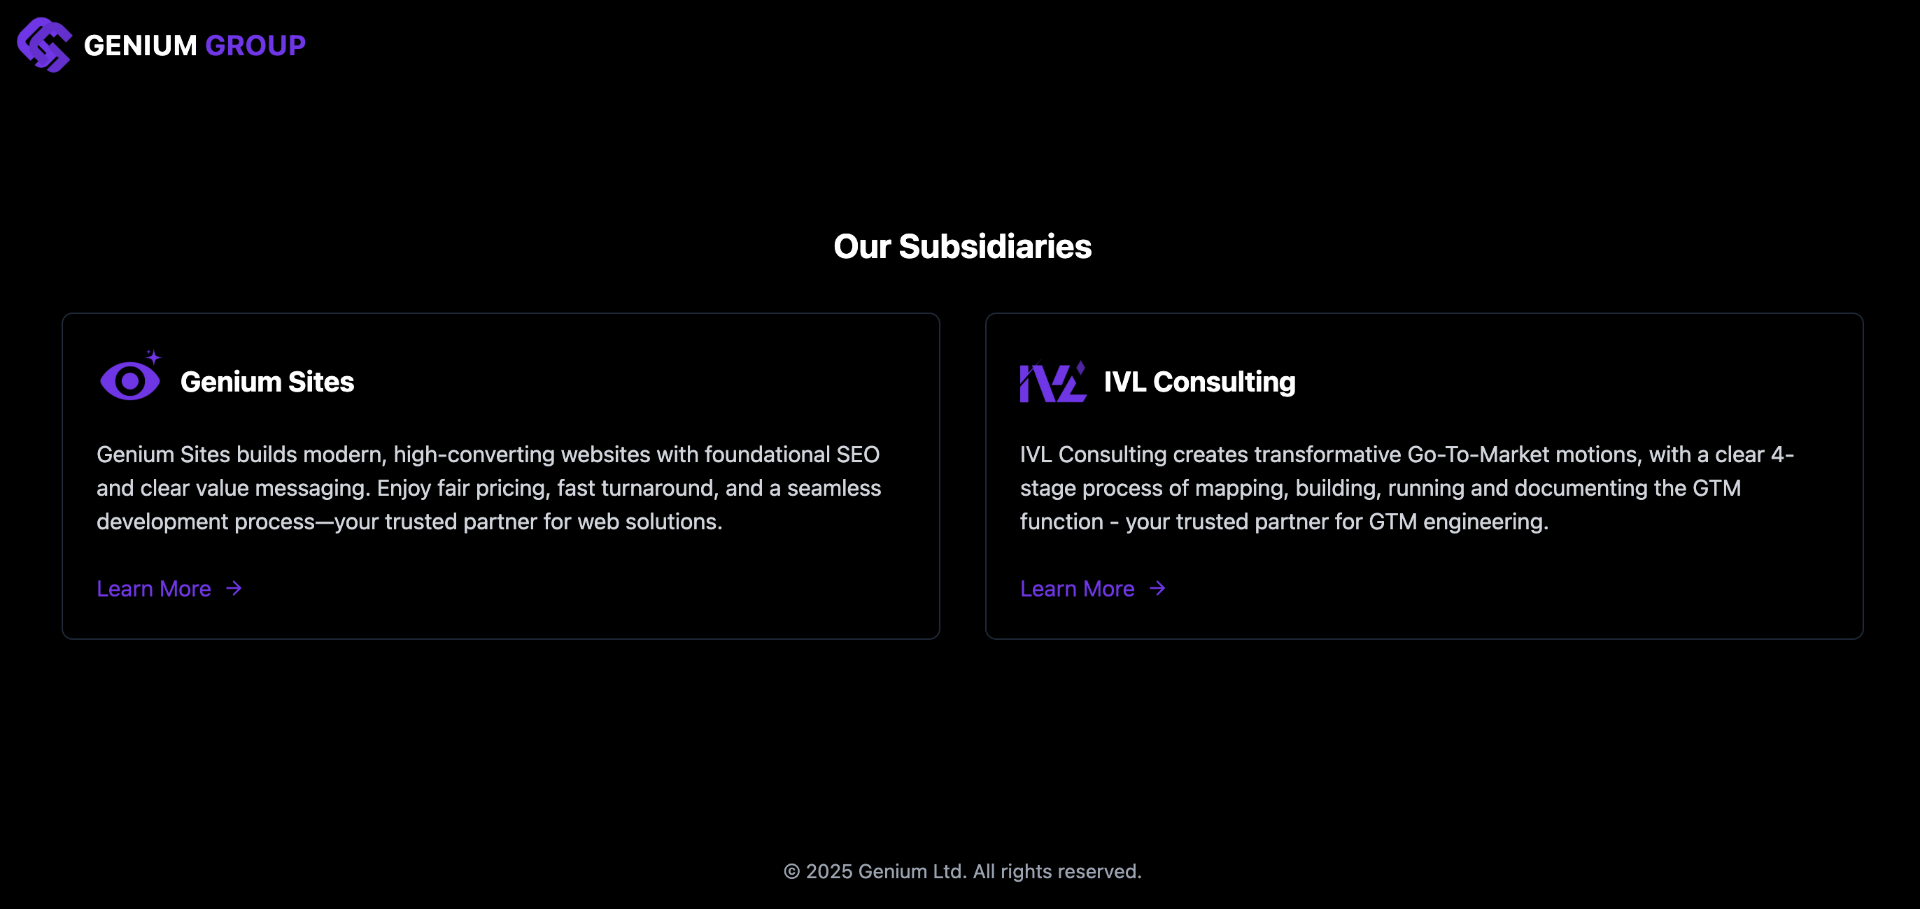 GENIUM GROUP
Our Subsidiaries
Genium Sites
Genium Sites builds modern, high-converting websites with foundational SEO
and clear value messaging. Enjoy fair pricing, fast turnaround, and a seamless
development process—your trusted partner for web solutions.
Learn More →
IVL IVL Consulting
IVL Consulting creates transformative Go-To-Market motions, with a clear 4-
stage process of mapping, building, running and documenting the GTM
function - your trusted partner for GTM engineering.
Learn More →
© 2025 Genium Ltd. All rights reserved.